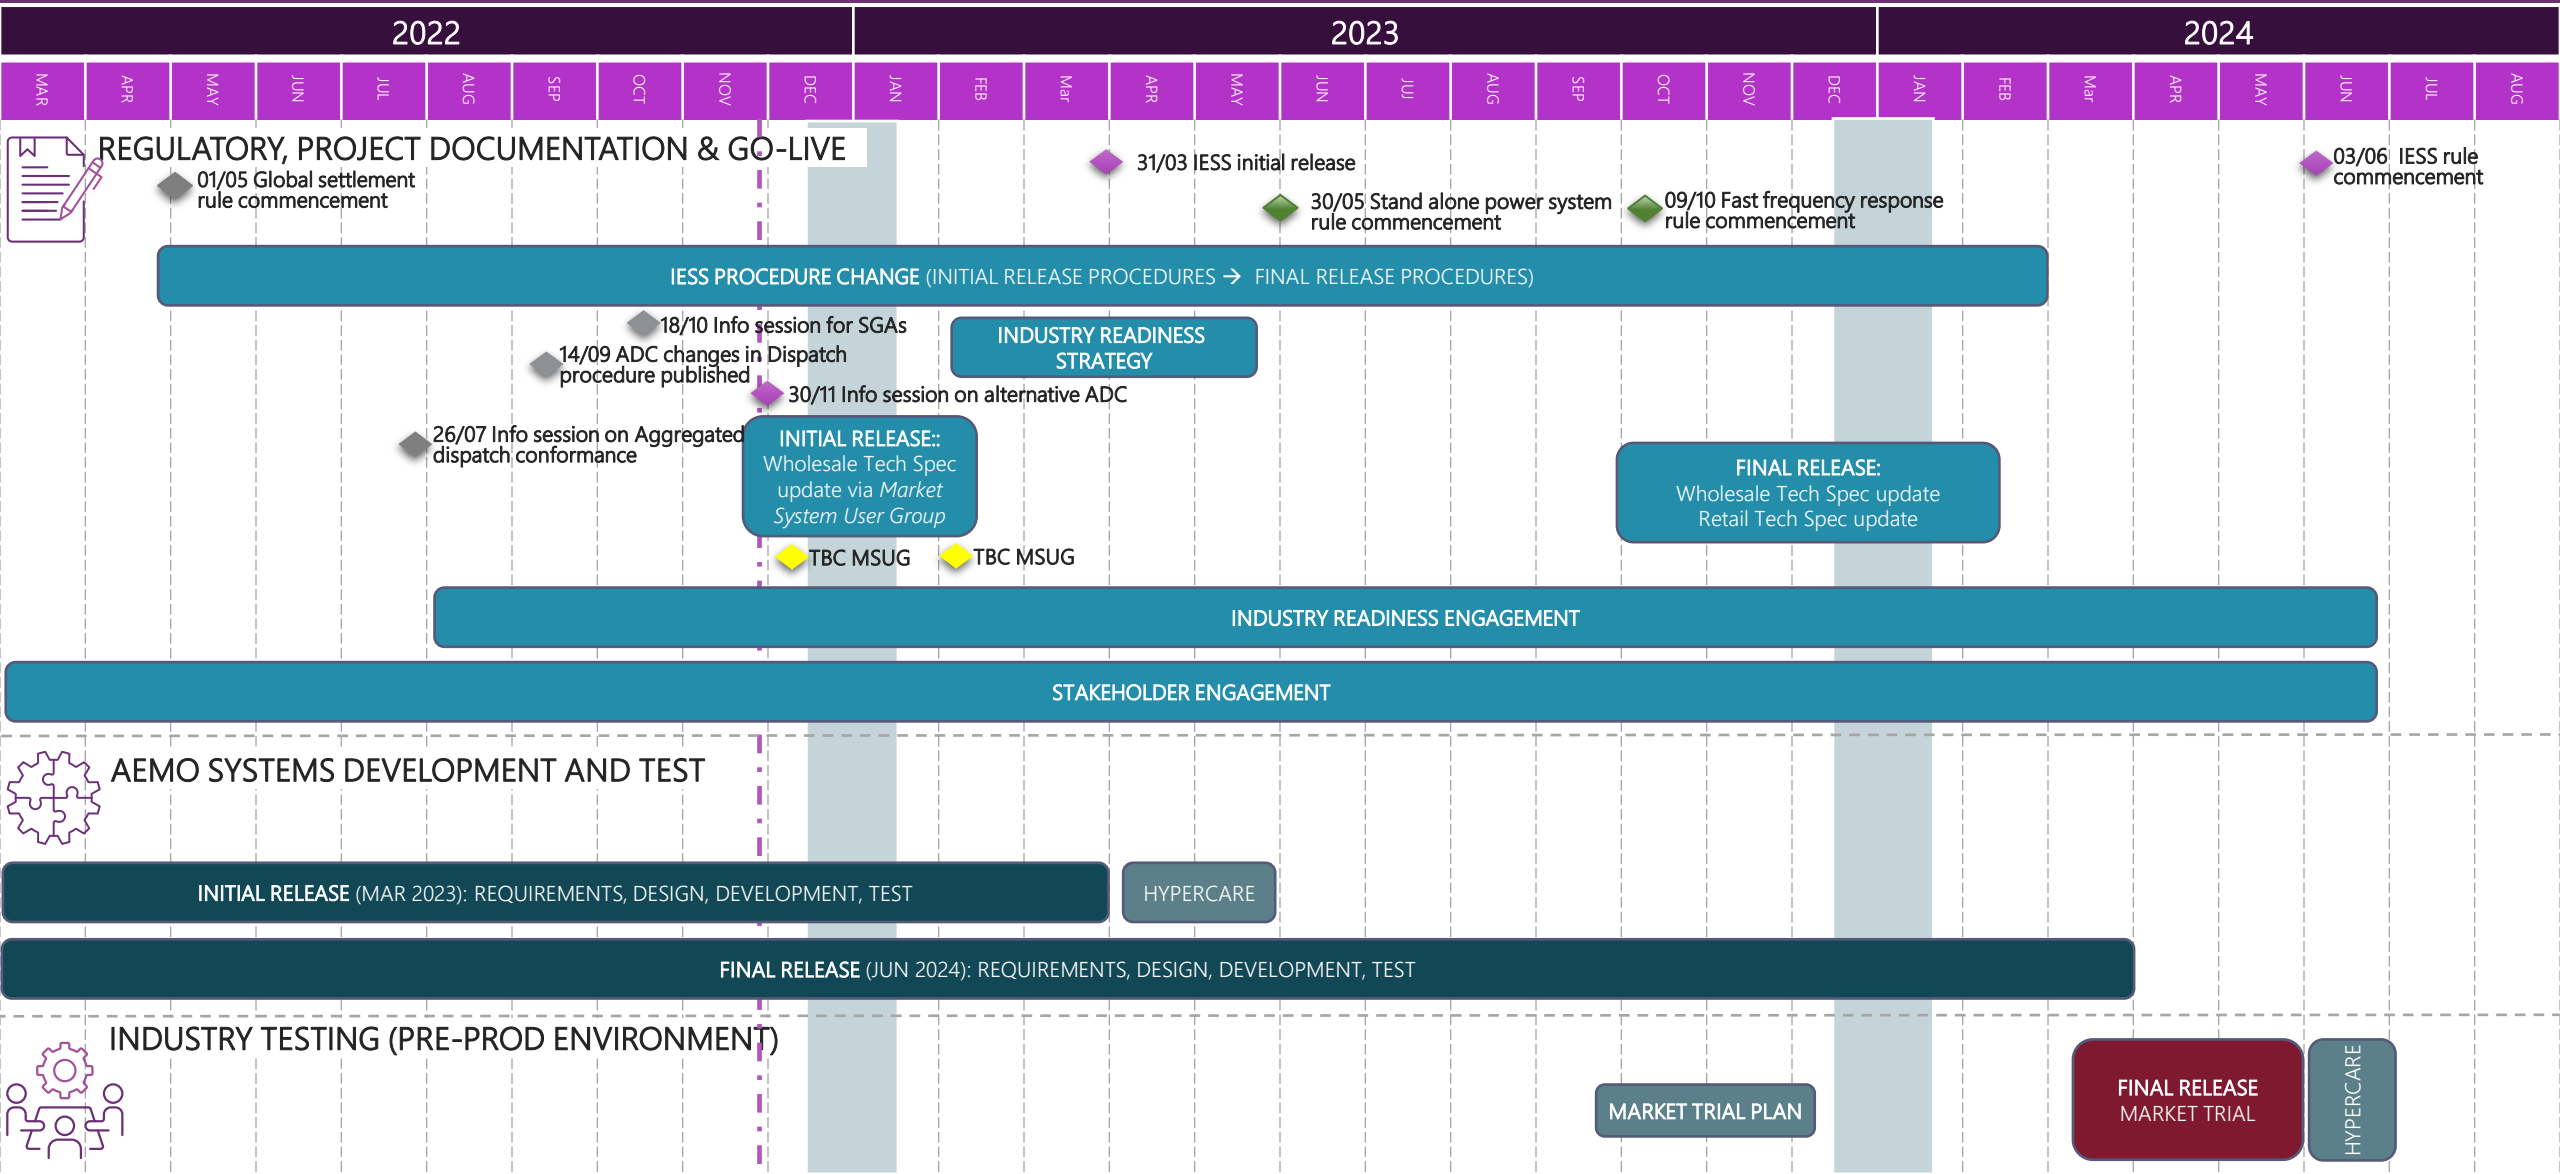 2022
2023
2024
MAR
APR
MAY
JUN
JUL
AUG
SEP
OCT
NOV
DEC
JAN
FEB
Mar
APR
MAY
JUN
JUJ
AUG
SEP
OCT
NOV
DEC
JAN
FEB
Mar
APR
MAY
JUN
JUL
AUG
REGULATORY, PROJECT DOCUMENTATION & GO-LIVE
01/05 Global settlement
rule commencement
31/03 IESS initial release
30/05 Stand alone power system
rule commencement
09/10 Fast frequency response
rule commencement
03/06 IESS rule
commencement
IESS PROCEDURE CHANGE (INITIAL RELEASE PROCEDURES → FINAL RELEASE PROCEDURES)
18/10 Info session for SGAs
14/09 ADC changes in Dispatch
procedure published
30/11 Info session on alternative ADC
26/07 Info session on Aggregated
dispatch conformance
INDUSTRY READINESS
STRATEGY
INITIAL RELEASE::
Wholesale Tech Spec
update via Market
System User Group
FINAL RELEASE:
Wholesale Tech Spec update
Retail Tech Spec update
TBC MSUG
TBC MSUG
INDUSTRY READINESS ENGAGEMENT
STAKEHOLDER ENGAGEMENT
AEMO SYSTEMS DEVELOPMENT AND TEST
INITIAL RELEASE (MAR 2023): REQUIREMENTS, DESIGN, DEVELOPMENT, TEST
HYPERCARE
FINAL RELEASE (JUN 2024): REQUIREMENTS, DESIGN, DEVELOPMENT, TEST
INDUSTRY TESTING (PRE-PROD ENVIRONMENT)
MARKET TRIAL PLAN
FINAL RELEASE
MARKET TRIAL
HYPERCARE